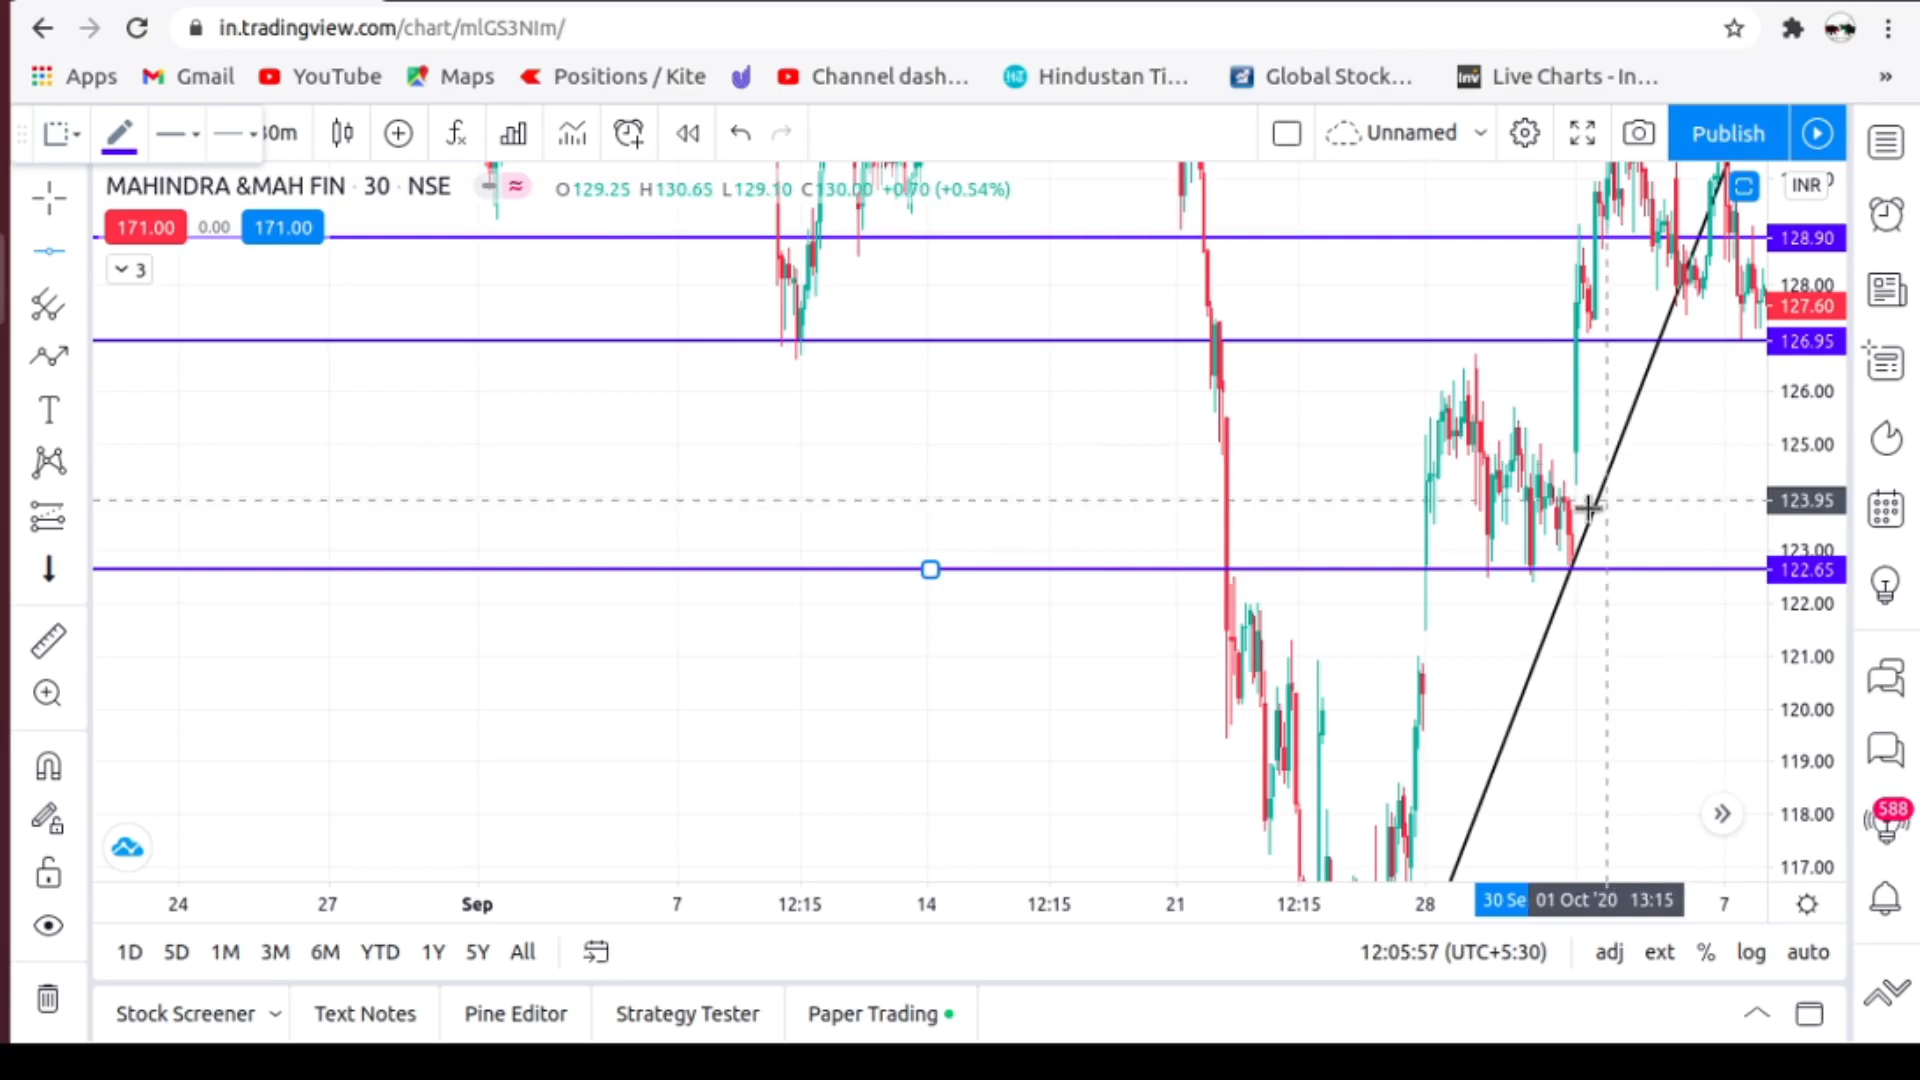 in.tradingview.com/chart/mlGS3NIm/
Apps Gmail YouTube Maps Positions / Kite Channel dash... Hindustan Ti... Global Stock... Inv Live Charts - In... »
30m Unnamed Publish
MAHINDRA &MAH FIN · 30 · NSE O129.25 H130.65 L129.10 C130.00 +0.70 (+0.54%) INR
171.00 0.00 171.00
3
128.90
128.00
127.60
126.95
126.00
125.00
123.95
123.00
122.65
122.00
121.00
120.00
119.00
118.00
588
117.00
24 27 Sep 7 12:15 14 12:15 21 12:15 28 30 Se 01 Oct '20 13:15 7
1D 5D 1M 3M 6M YTD 1Y 5Y All 12:05:57 (UTC+5:30) adj ext % log auto
Stock Screener Text Notes Pine Editor Strategy Tester Paper Trading